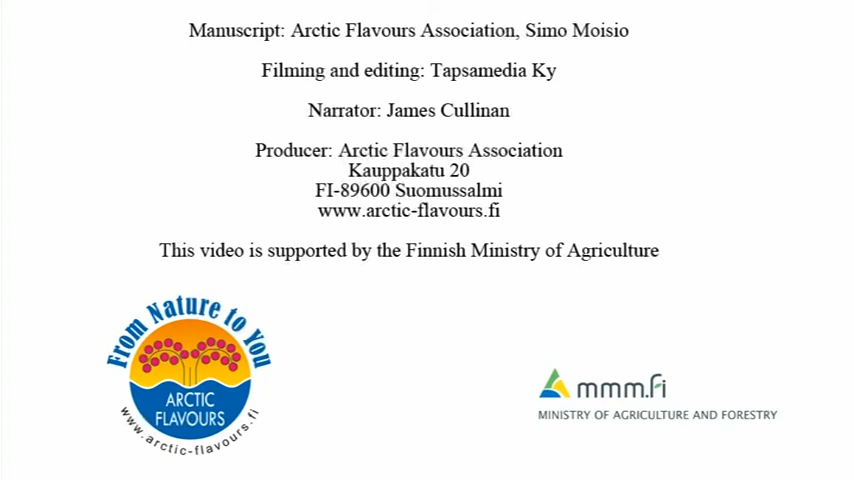 Manuscript: Arctic Flavours Association, Simo Moisio
Filming and editing: Tapsamedia Ky
Narrator: James Cullinan
Producer: Arctic Flavours Association
Kauppakatu 20
FI-89600 Suomussalmi
www.arctic-flavours.fi
This video is supported by the Finnish Ministry of Agriculture
From Nature to You
ARCTIC
FLAVOURS
www.arctic-flavours.fi
mmm.fi
MINISTRY OF AGRICULTURE AND FORESTRY